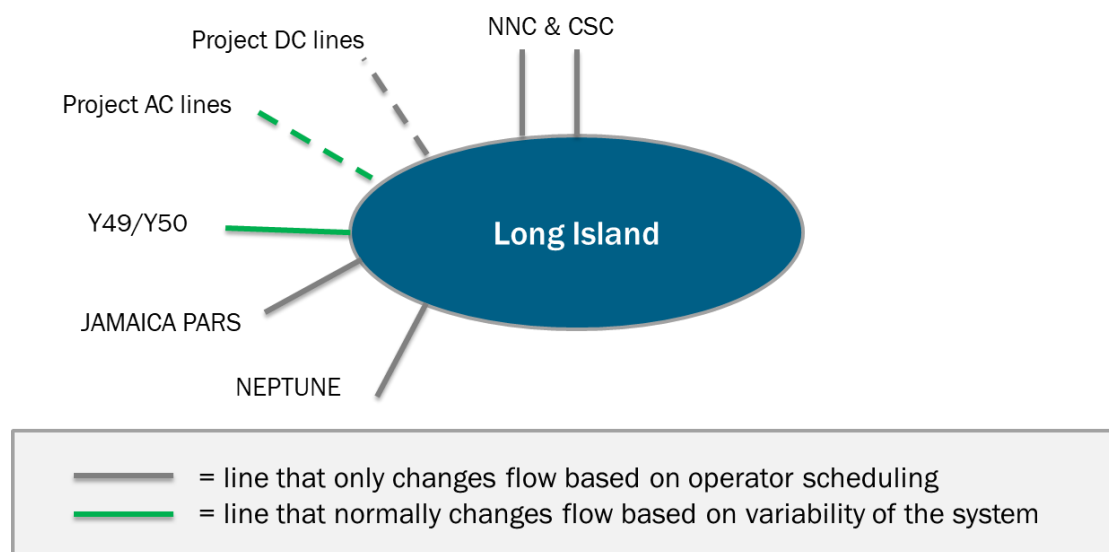 NNC & CSC
Project DC lines
Project AC lines
Y49/Y50
Long Island
JAMAICA PARS
NEPTUNE
= line that only changes flow based on operator scheduling
= line that normally changes flow based on variability of the system